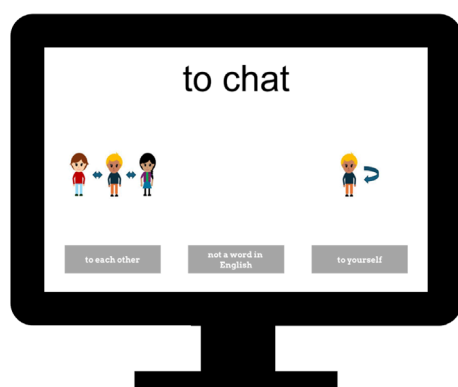 to chat
to each other
not a word in
English
to yourself